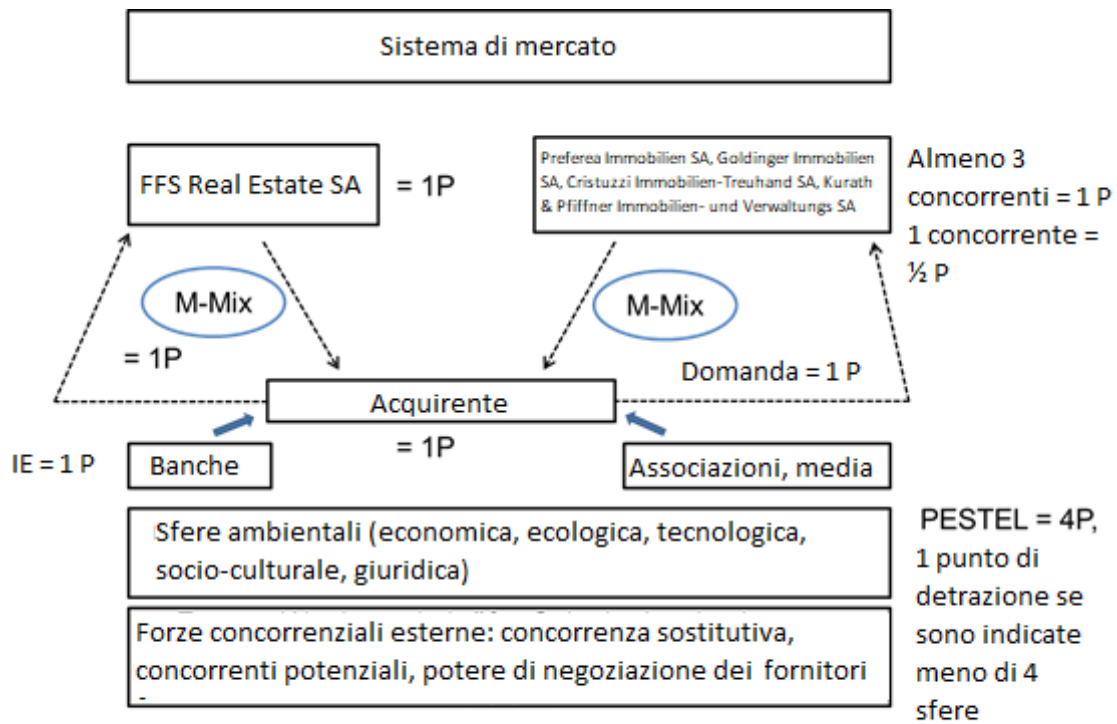 Sistema di mercato
FFS Real Estate SA
= 1P
Preferea Immobilien SA, Goldinger Immobilien
SA, Cristuzzi Immobilien-Treuhand SA, Kurath
& Pfiffner Immobilien- und Verwaltungs SA
Almeno 3
concorrenti = 1 P
1 concorrente =
½ P
M-Mix
= 1P
M-Mix
Domanda = 1 P
Acquirente
= 1P
IE = 1 P
Banche
Associazioni, media
Sfere ambientali (economica, ecologica, tecnologica,
socio-culturale, giuridica)
PESTEL = 4P,
1 punto di
detrazione se
sono indicate
meno di 4
sfere
Forze concorrenziali esterne: concorrenza sostitutiva,
concorrenti potenziali, potere di negoziazione dei fornitori